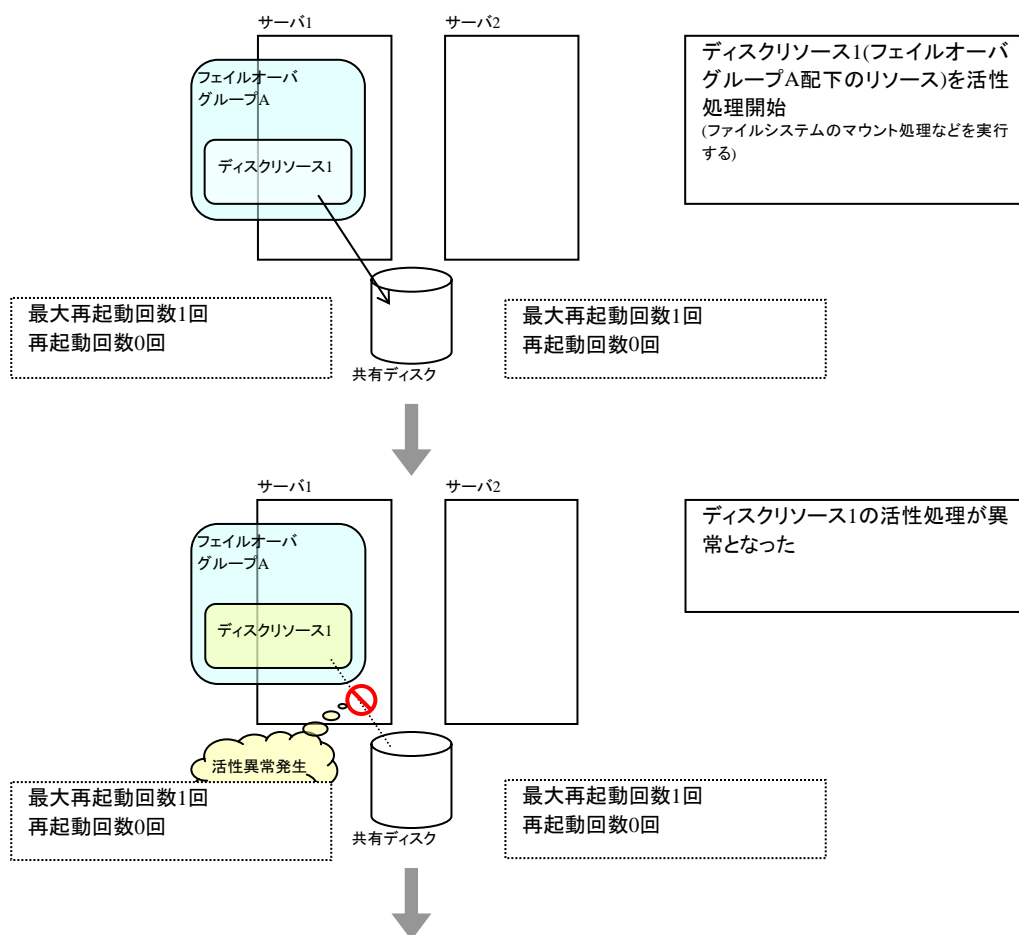 サーバ1
サーバ2
フェイルオーバ
グループA
ディスクリソース1
ディスクリソース1(フェイルオーバ
グループA配下のリソース)を活性
処理開始
(ファイルシステムのマウント処理などを実行
する)
最大再起動回数1回
再起動回数0回
共有ディスク
最大再起動回数1回
再起動回数0回
サーバ1
サーバ2
フェイルオーバ
グループA
ディスクリソース1
ディスクリソース1の活性処理が異
常となった
活性異常発生
最大再起動回数1回
再起動回数0回
共有ディスク
最大再起動回数1回
再起動回数0回